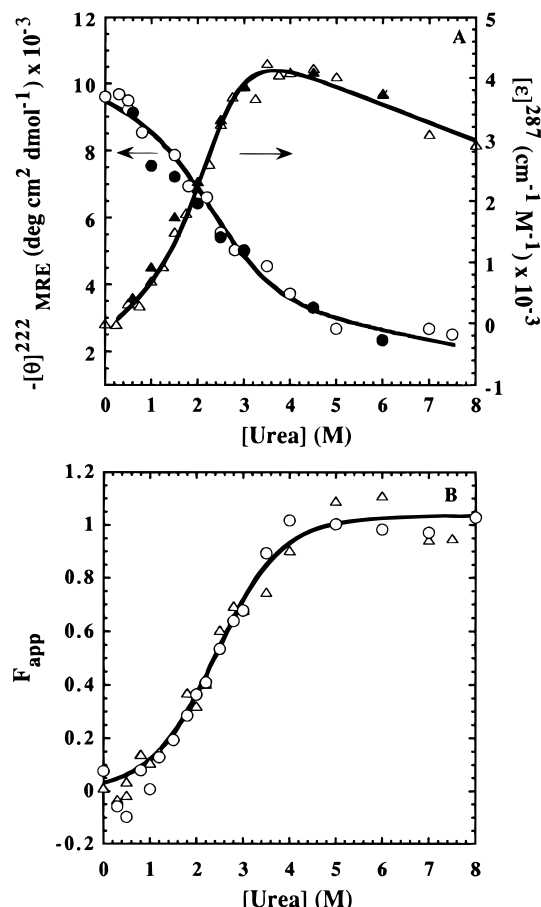 A
12
10
8
6
4
2
-[θ]²²² MRE (deg cm² dmol⁻¹) x 10⁻³
5
4
3
2
1
0
-1
[ε]²⁸⁷ (cm⁻¹ M⁻¹) x 10⁻³
0 1 2 3 4 5 6 7 8
[Urea] (M)
B
1.2
1
0.8
0.6
0.4
0.2
0
-0.2
F app
0 1 2 3 4 5 6 7 8
[Urea] (M)